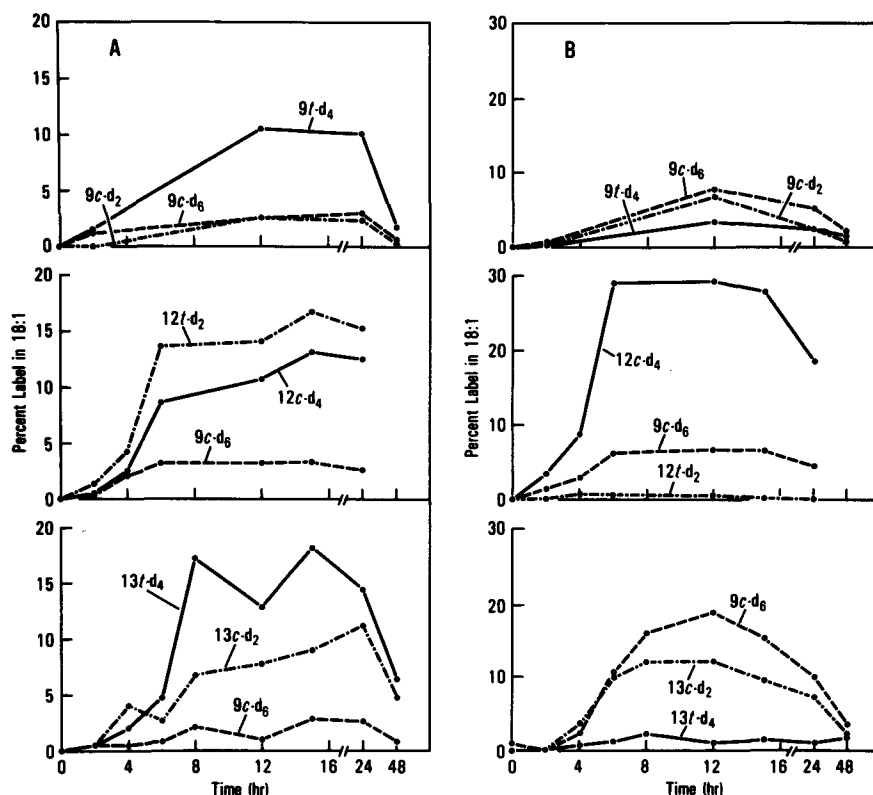 A
20
15
10
5
0
9t-d4
9c-d2
9c-d6
B
30
20
10
0
9c-d6
9t-d4
9c-d2
Percent Label in 18:1
20
15
10
5
0
12t-d2
12c-d4
9c-d6
Percent Label in 18:1
30
20
10
0
12c-d4
9c-d6
12t-d2
20
15
10
5
0
13t-d4
13c-d2
9c-d6
0 4 8 12 16 24 48
Time (hr)
30
20
10
0
9c-d6
13c-d2
13t-d4
0 4 8 12 16 24 48
Time (hr)